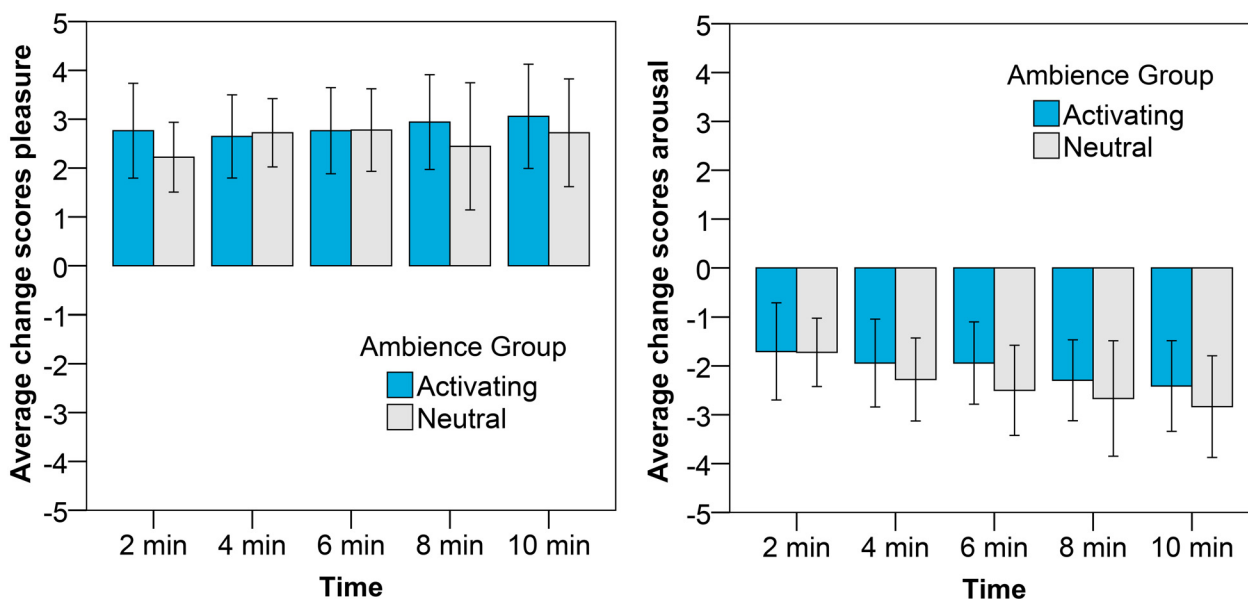 Average change scores pleasure
5
4
3
2
1
0
-1
-2
-3
-4
-5
Ambience Group
Activating
Neutral
2 min 4 min 6 min 8 min 10 min
Time
Average change scores arousal
5
4
3
2
1
0
-1
-2
-3
-4
-5
Ambience Group
Activating
Neutral
2 min 4 min 6 min 8 min 10 min
Time